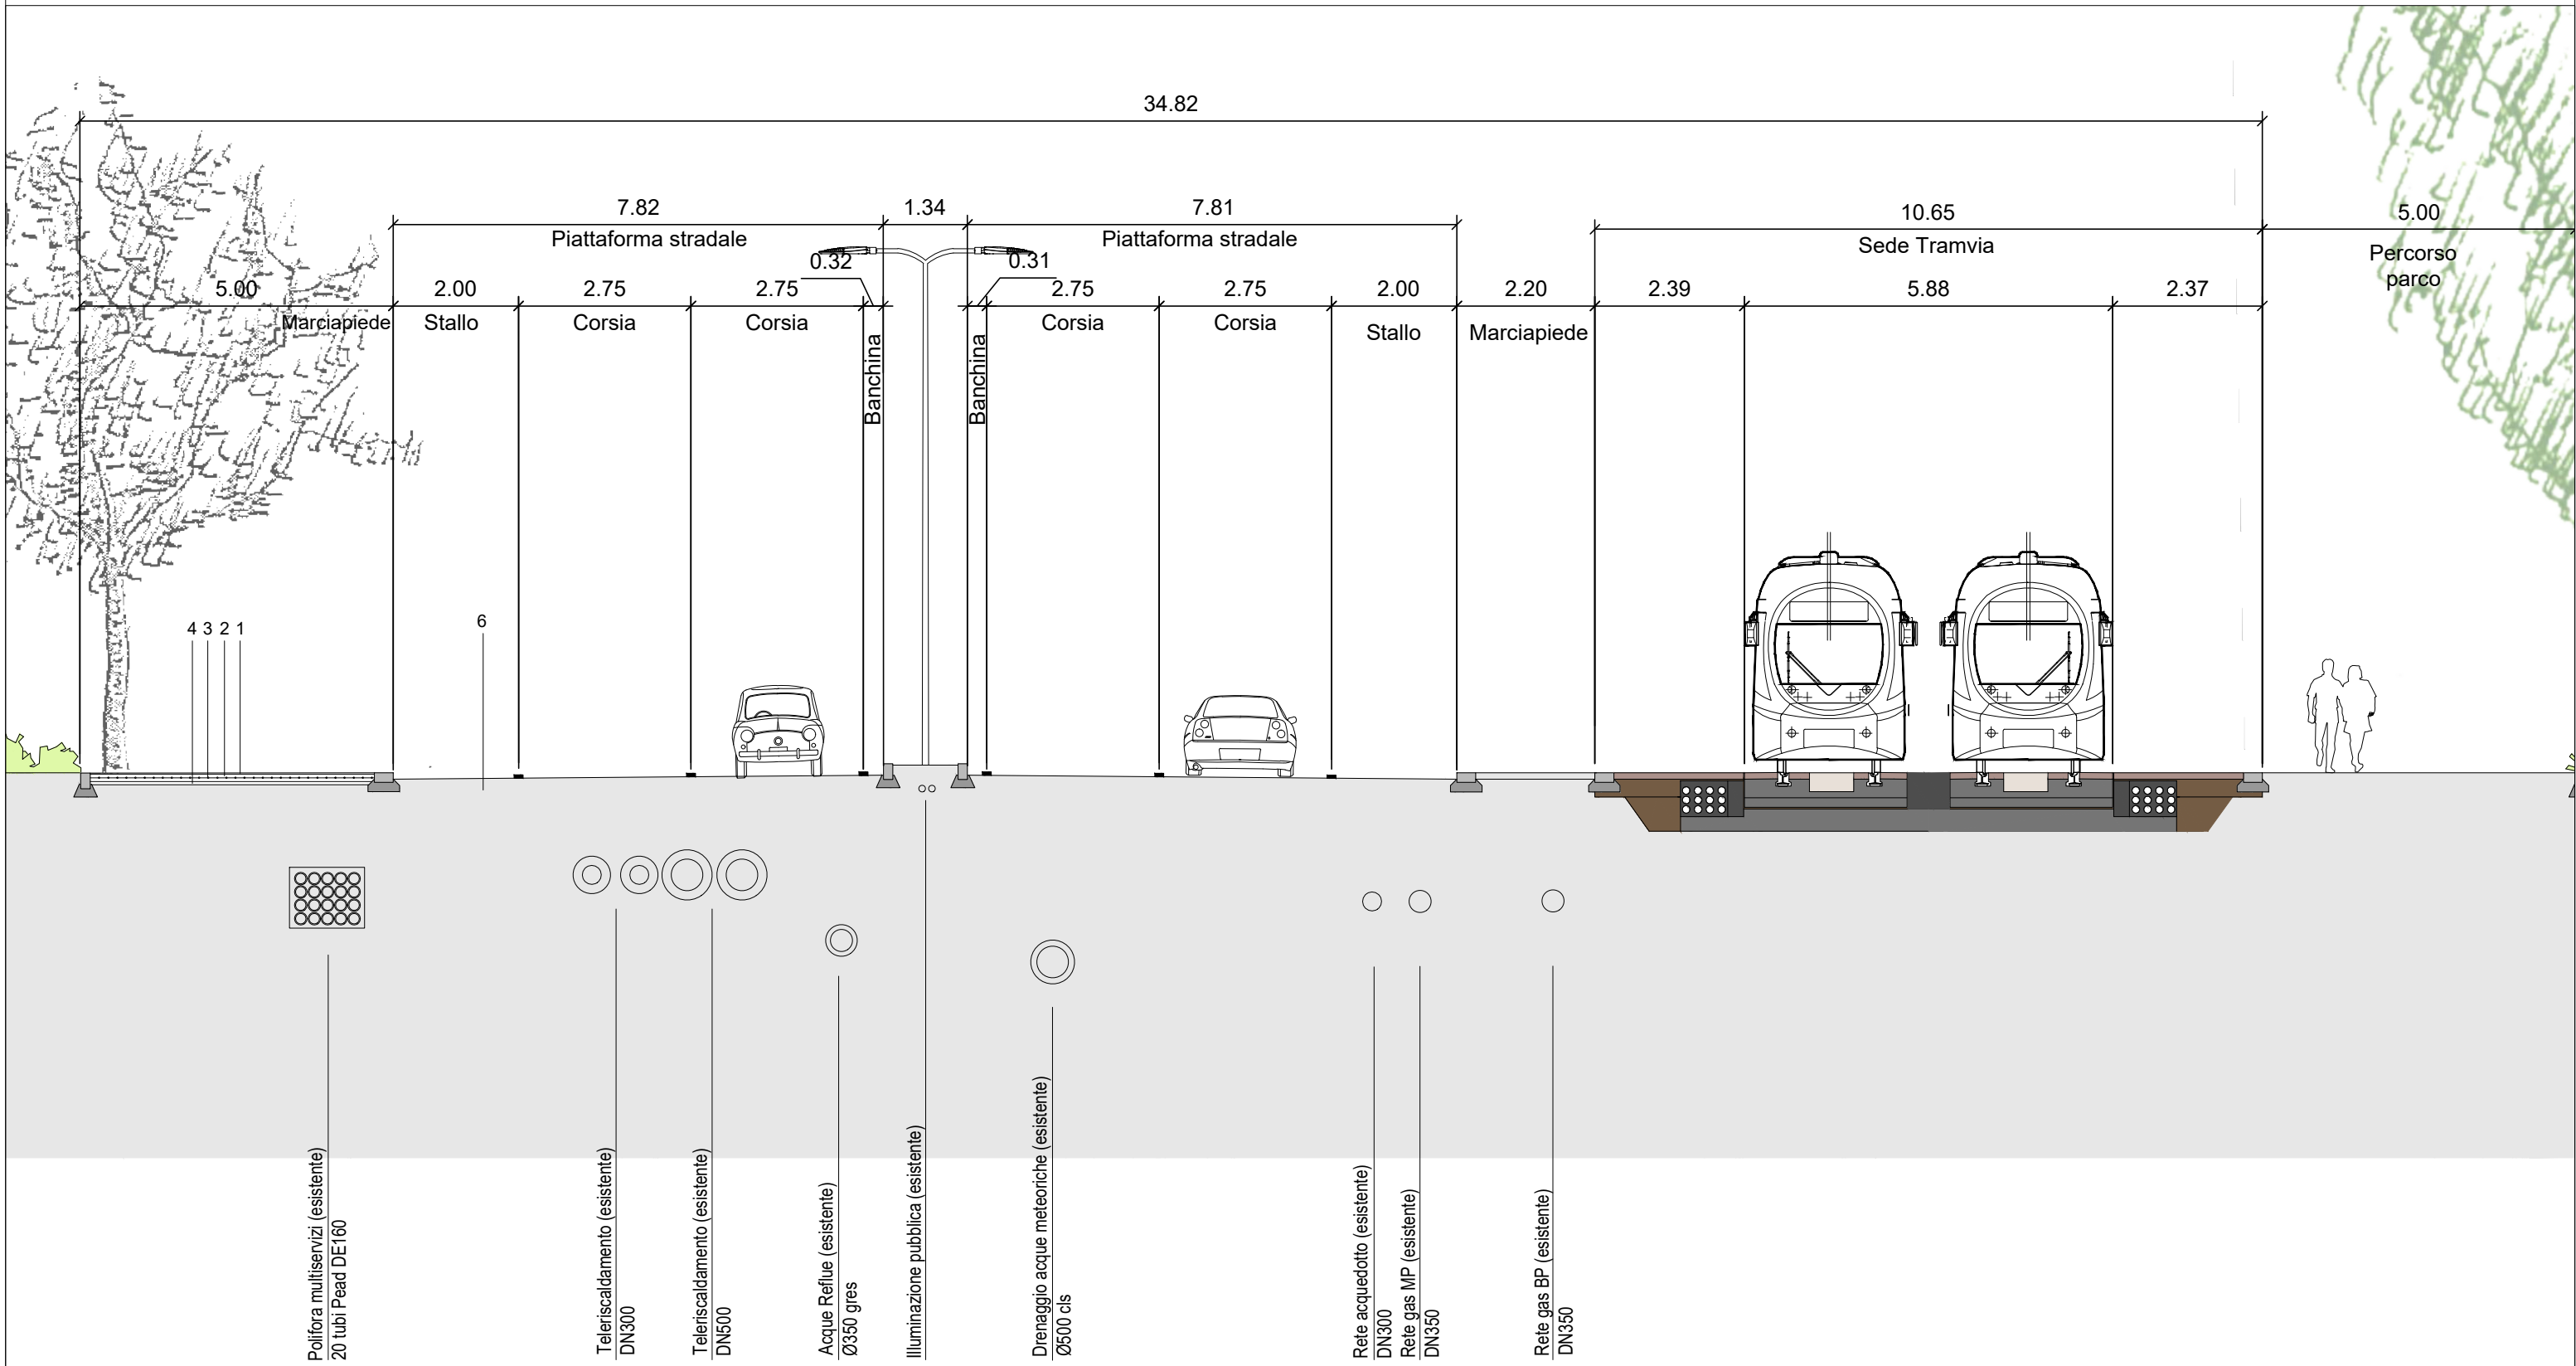 34.82
7.82
1.34
7.81
10.65
5.00
Piattaforma stradale
Piattaforma stradale
Sede Tramvia
Percorso
parco
0.32
0.31
5.00
2.00
2.75
2.75
2.75
2.75
2.00
2.20
2.39
5.88
2.37
Marciapiede
Stallo
Corsia
Corsia
Banchina
Banchina
Corsia
Corsia
Stallo
Marciapiede
4 3 2 1
6
Polifora multiservizi (esistente)
20 tubi Pead DE160
Teleriscaldamento (esistente)
DN300
Teleriscaldamento (esistente)
DN500
Acque Reflue (esistente)
Ø350 gres
Illuminazione pubblica (esistente)
Drenaggio acque meteoriche (esistente)
Ø500 cls
Rete acquedotto (esistente)
DN300
Rete gas MP (esistente)
DN350
Rete gas BP (esistente)
DN350